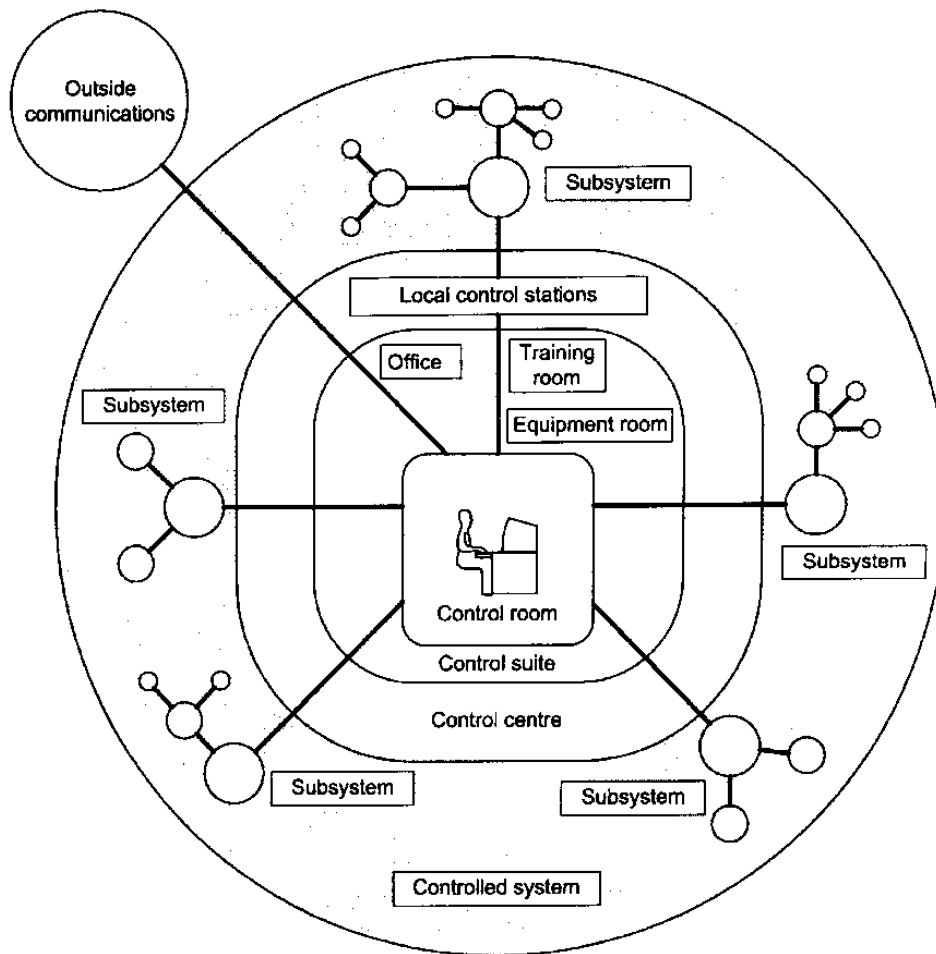 Outside
communications
Subsystem
Local control stations
Office
Training
room
Subsystem
Equipment room
Subsystem
Control room
Control suite
Control centre
Subsystem
Subsystem
Controlled system